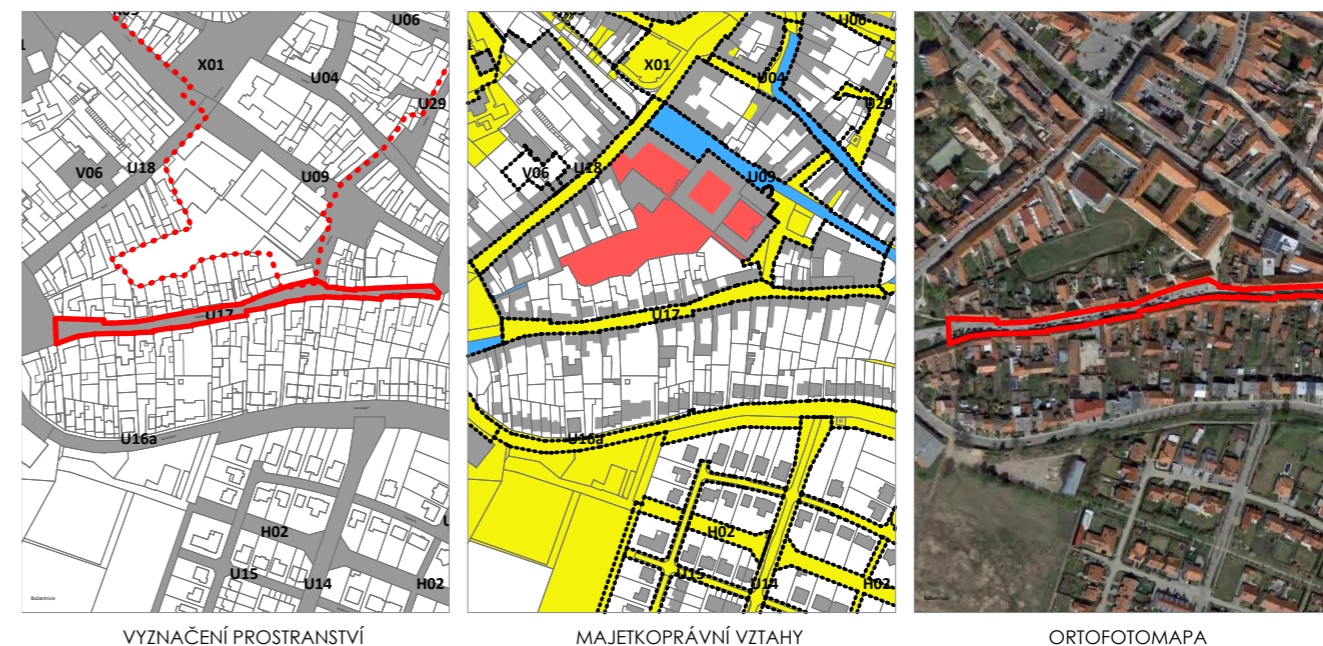 U06
X01
U04
U29
V06
U18
U09
U17
U16a
H02
U15
U14
H02
Bažantnice
VYZNAČENÍ PROSTRANSTVÍ
U06
X01
U04
U29
V06
U18
U09
U17
U16a
H02
U15
U14
H02
MAJETKOPRÁVNÍ VZTAHY
ORTOFOTOMAPA